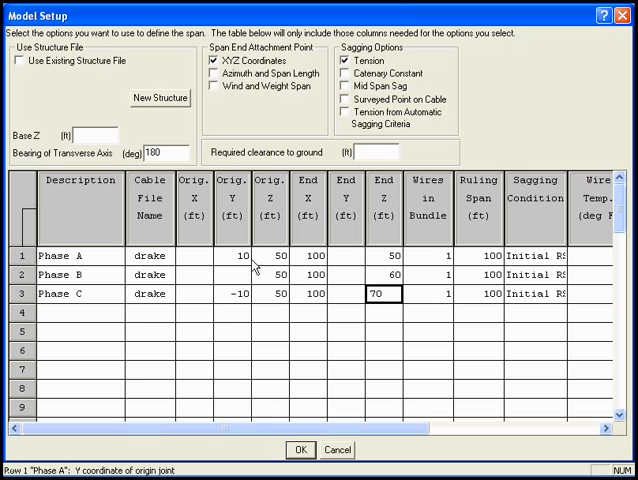 Model Setup
Select the options you want to use to define the span. The table below will only include those columns needed for the options you select.
Use Structure File
Use Existing Structure File
New Structure
Base Z (ft)
Bearing of Transverse Axis (deg) 180
Span End Attachment Point
XYZ Coordinates
Azimuth and Span Length
Wind and Weight Span
Sagging Options
Tension
Catenary Constant
Mid Span Sag
Surveyed Point on Cable
Tension from Automatic
Sagging Criteria
Required clearance to ground (ft)
Description Cable Orig. Orig. Orig. End End End Wires Ruling Sagging Wire
File X Y Z X Y Z in Span Condition Temp.
Name (ft) (ft) (ft) (ft) (ft) (ft) Bundle (ft) (deg F
1 Phase A drake 10 50 100 50 1 100 Initial RS
2 Phase B drake 50 100 60 1 100 Initial RS
3 Phase C drake -10 50 100 70 1 100 Initial RS
4
5
6
7
8
9
OK Cancel
Row 1 "Phase A": Y coordinate of origin joint NUM